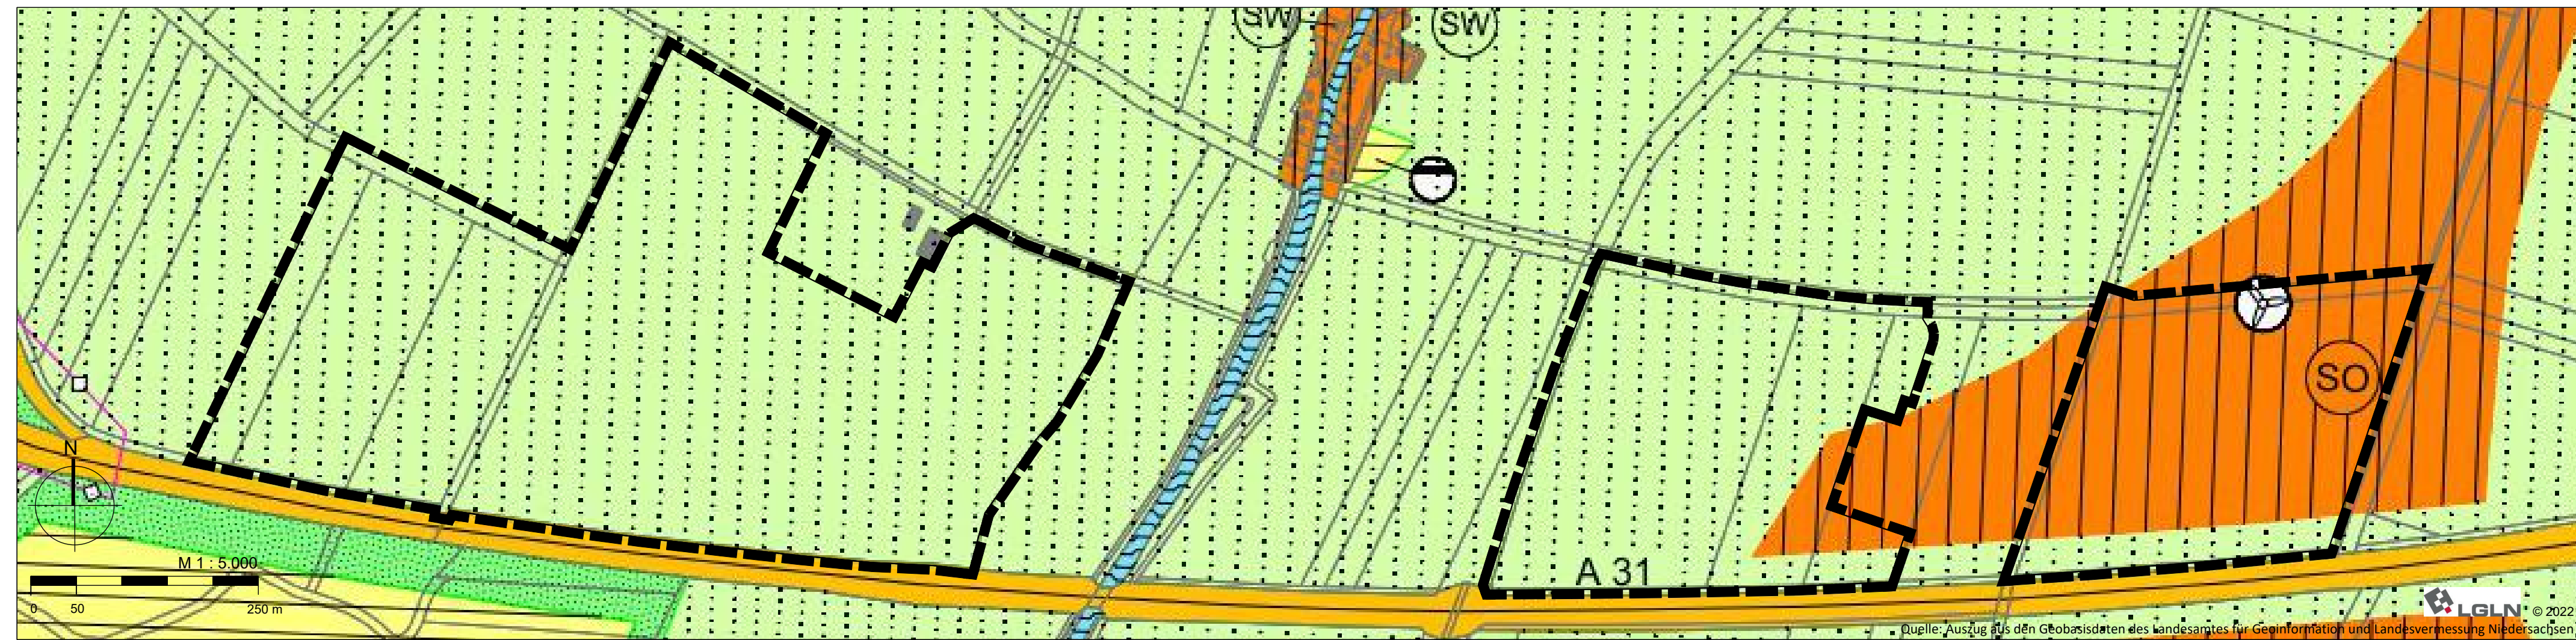 SW
SW
SO
A 31
N
M 1 : 5.000
0 50 250 m
LGLN © 2022
Quelle: Auszug aus den Geobasisdaten des Landesamtes für Geoinformation und Landesvermessung Niedersachsen